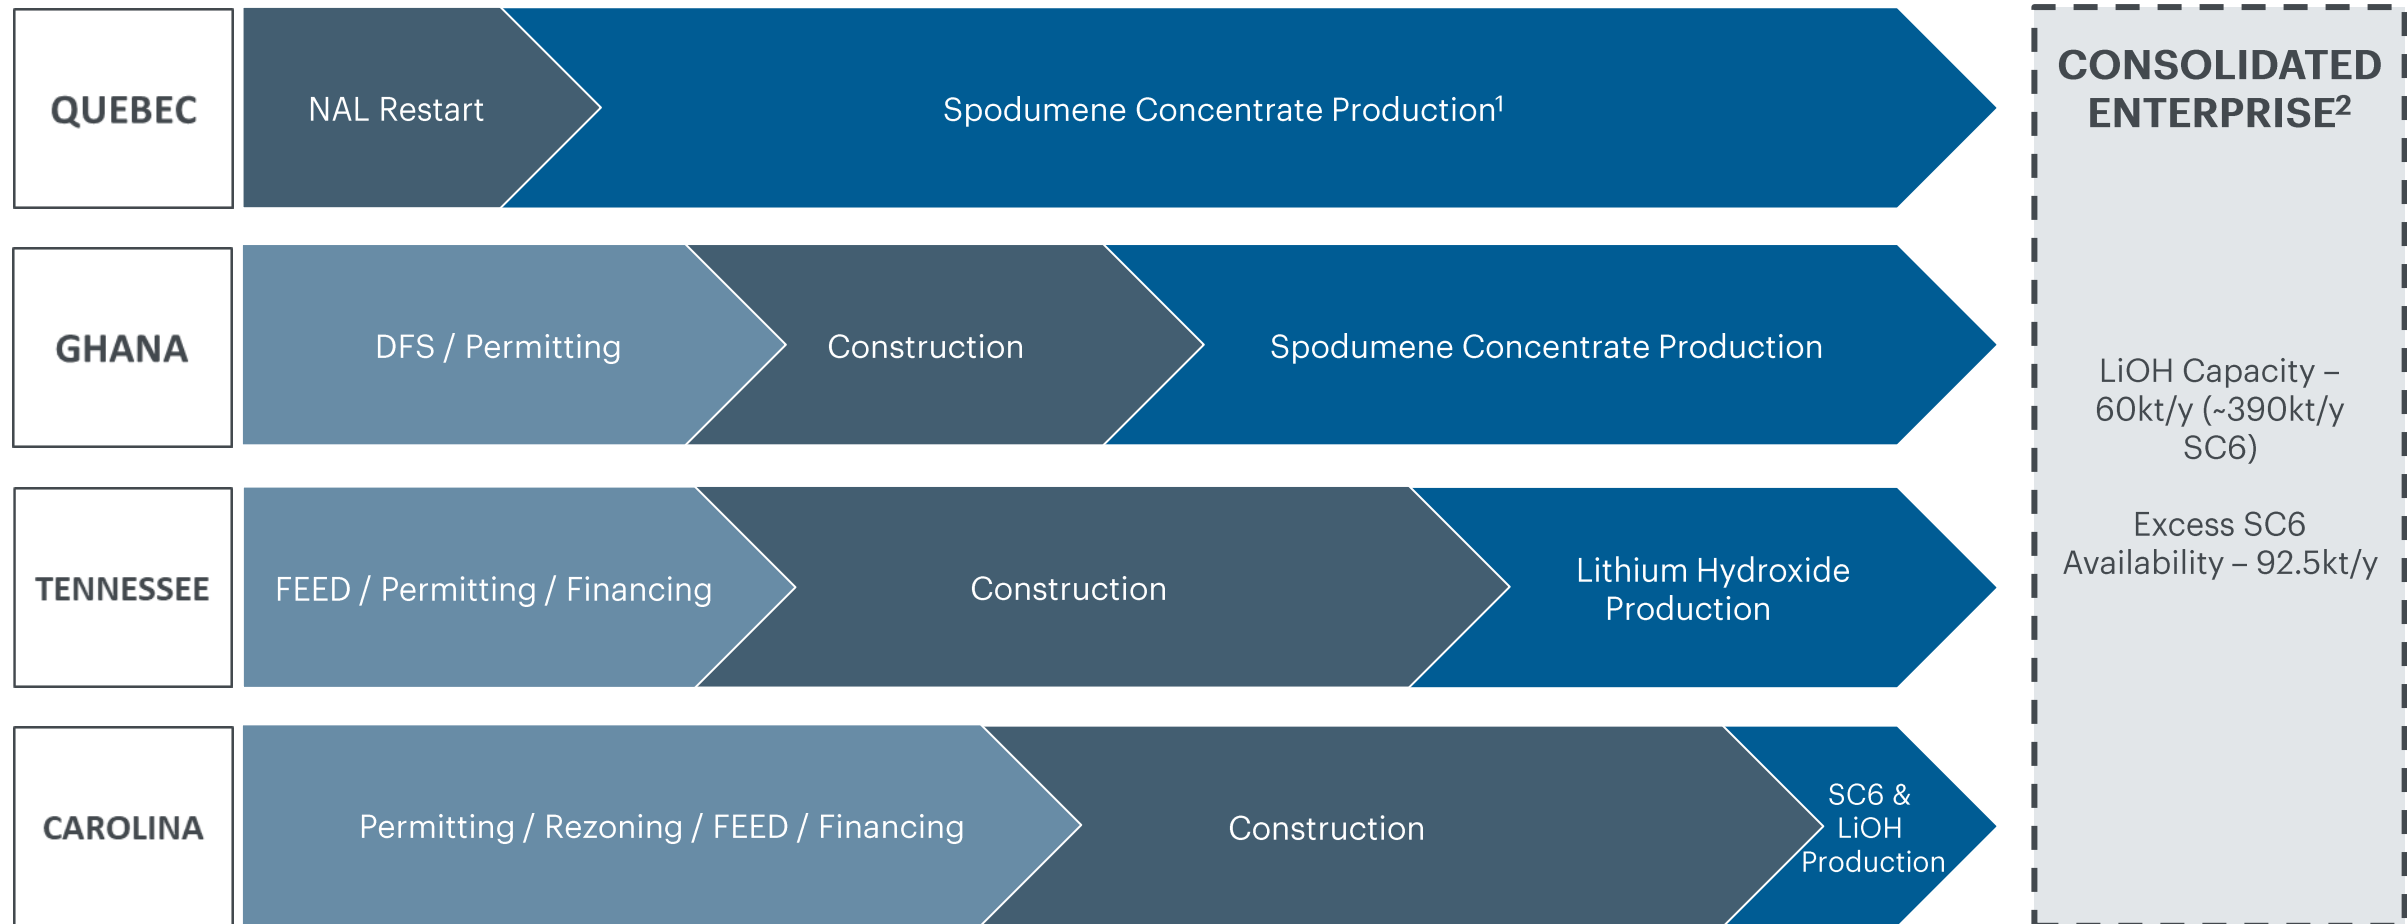 QUEBEC
NAL Restart
Spodumene Concentrate Production¹
GHANA
DFS / Permitting
Construction
Spodumene Concentrate Production
TENNESSEE
FEED / Permitting / Financing
Construction
Lithium Hydroxide
Production
CAROLINA
Permitting / Rezoning / FEED / Financing
Construction
SC6 &
LiOH
Production
CONSOLIDATED
ENTERPRISE²
LiOH Capacity –
60kt/y (~390kt/y
SC6)
Excess SC6
Availability – 92.5kt/y